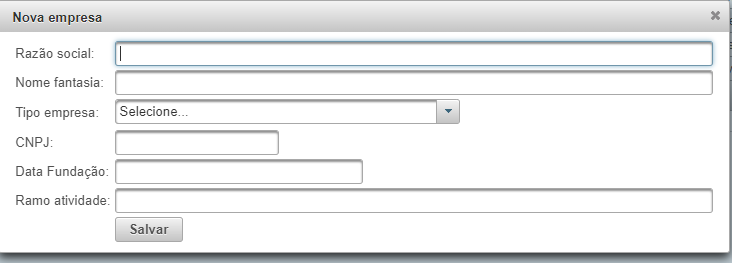 Nova empresa
Razão social:
Nome fantasia:
Tipo empresa: Selecione...
CNPJ:
Data Fundação:
Ramo atividade:
Salvar